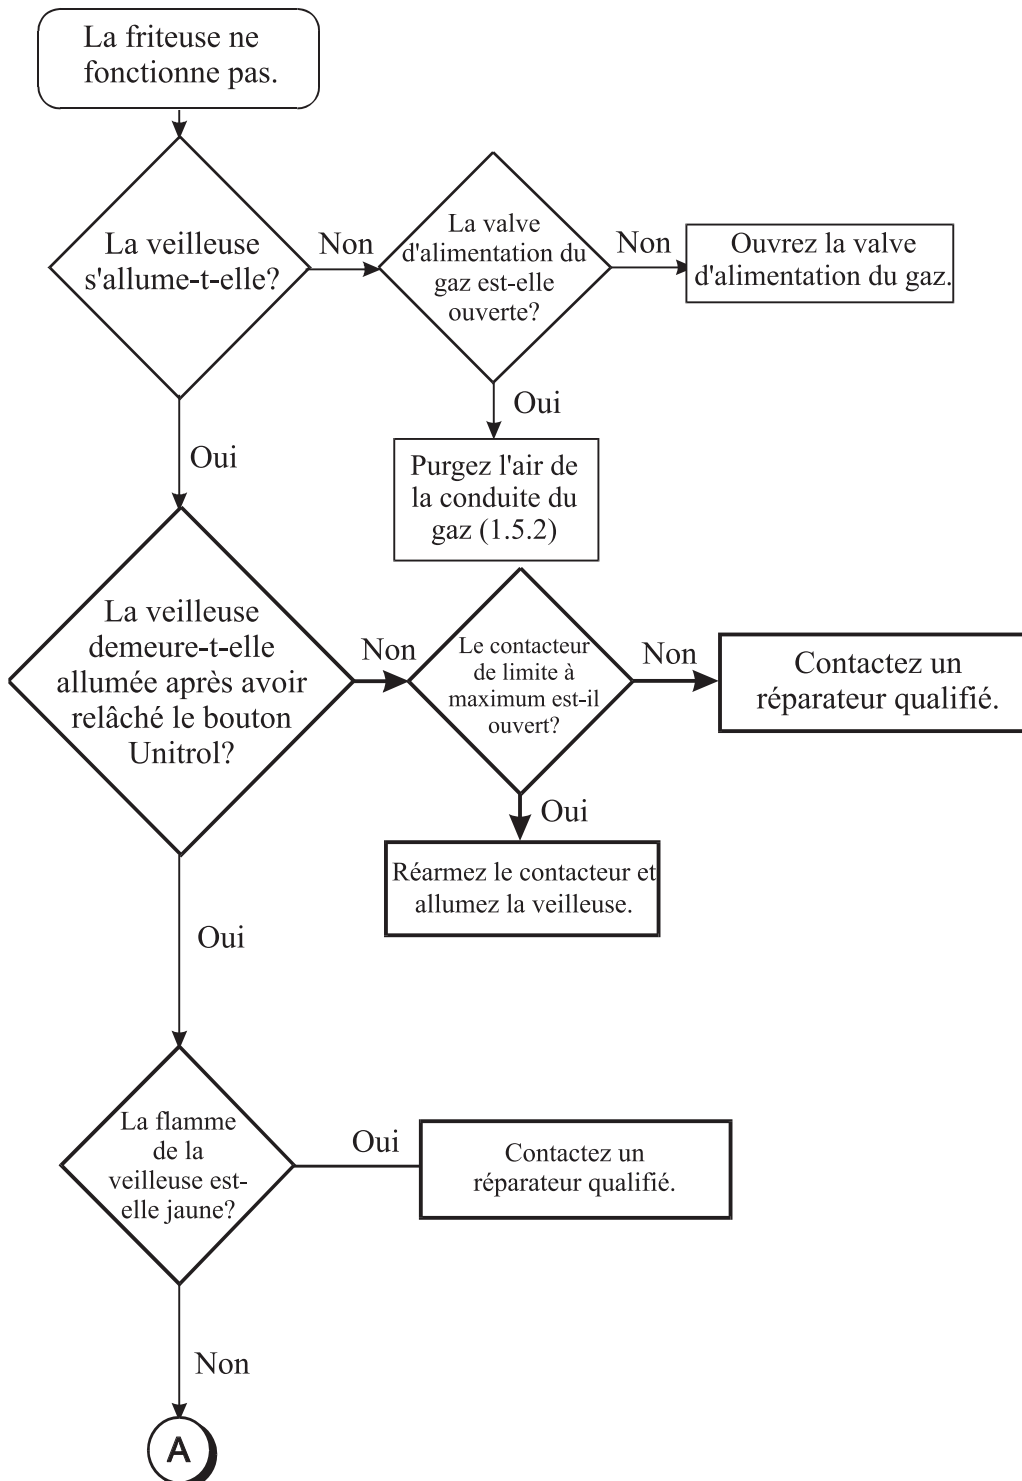 La friteuse ne
fonctionne pas.
La veilleuse
s'allume-t-elle?
Non
La valve
d'alimentation du
gaz est-elle
ouverte?
Non
Ouvrez la valve
d'alimentation du gaz.
Oui
Purgez l'air de
la conduite du
gaz (1.5.2)
Oui
La veilleuse
demeure-t-elle
allumée après avoir
relâché le bouton
Unitrol?
Non
Le contacteur
de limite à
maximum est-il
ouvert?
Non
Contactez un
réparateur qualifié.
Oui
Réarmez le contacteur et
allumez la veilleuse.
Oui
La flamme
de la
veilleuse est-
elle jaune?
Oui
Contactez un
réparateur qualifié.
Non
A